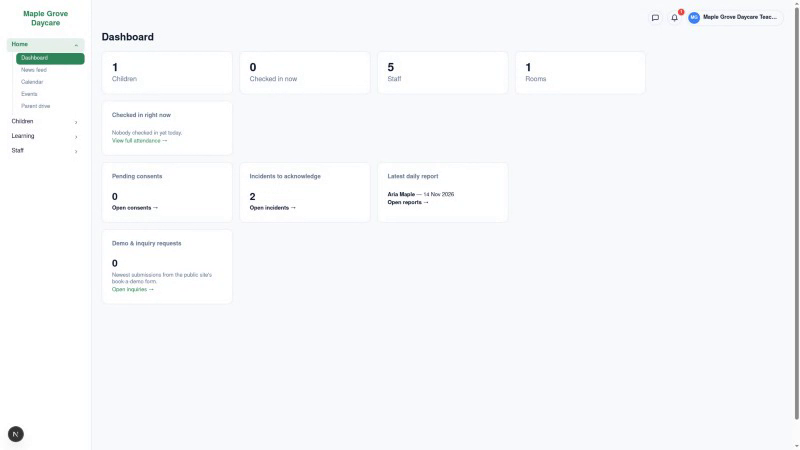 Maple Grove
Daycare
Home
Dashboard
News feed
Calendar
Events
Parent drive
Children
Learning
Staff
N
1
MG
Maple Grove Daycare Teac...
Dashboard
1
Children
0
Checked in now
5
Staff
1
Rooms
Checked in right now
Nobody checked in yet today.
View full attendance →
Pending consents
0
Open consents →
Incidents to acknowledge
2
Open incidents →
Latest daily report
Aria Maple — 14 Nov 2026
Open reports →
Demo & inquiry requests
0
Newest submissions from the public site's
book-a-demo form.
Open inquiries →